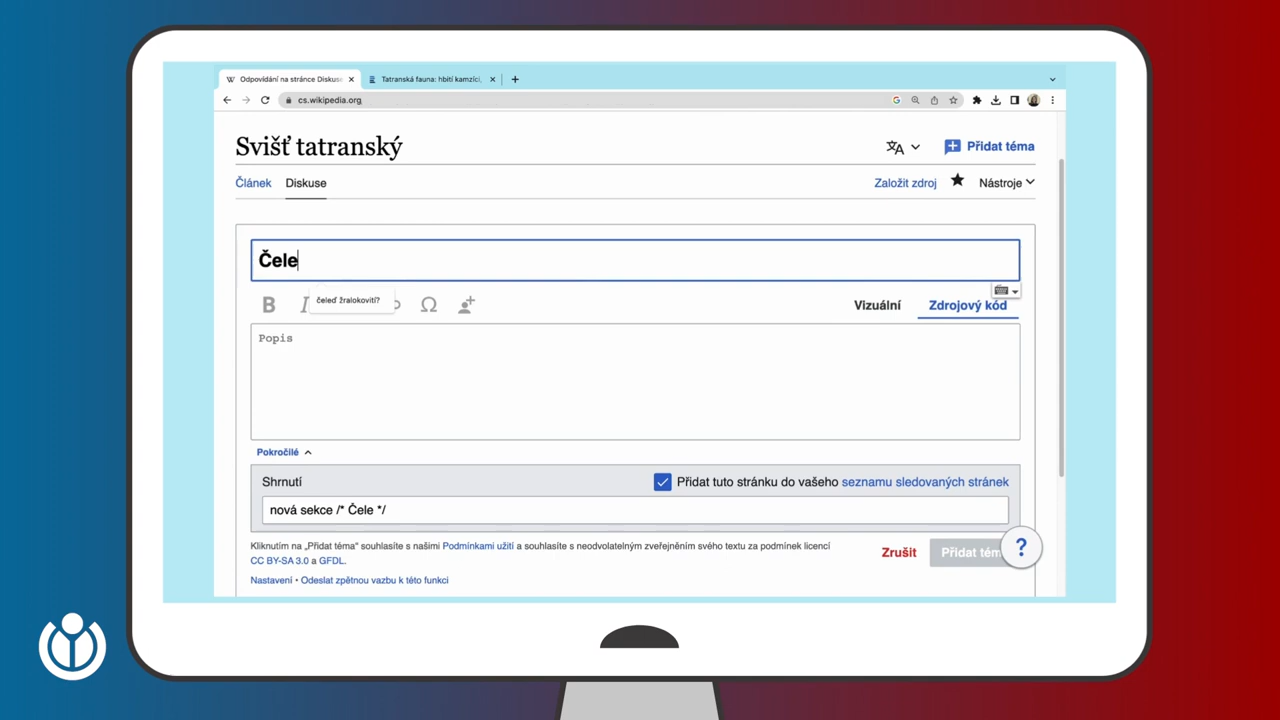 Odpovídání na stránce Diskus
Tatranská fauna: hbití kamzíci,
cs.wikipedia.org
Svišť tatranský
Přidat téma
Článek Diskuse
Založit zdroj
Nástroje
Čele
čeleď žralokovití?
B I Ω
Vizuální Zdrojový kód
Popis
Pokročilé
Shrnutí
Přidat tuto stránku do vašeho seznamu sledovaných stránek
nová sekce /* Čele */
Kliknutím na „Přidat téma“ souhlasíte s našimi Podmínkami užití a souhlasíte s neodvolatelným zveřejněním svého textu za podmínek licencí
CC BY-SA 3.0 a GFDL.
Zrušit
Přidat tém
?
Nastavení • Odeslat zpětnou vazbu k této funkci